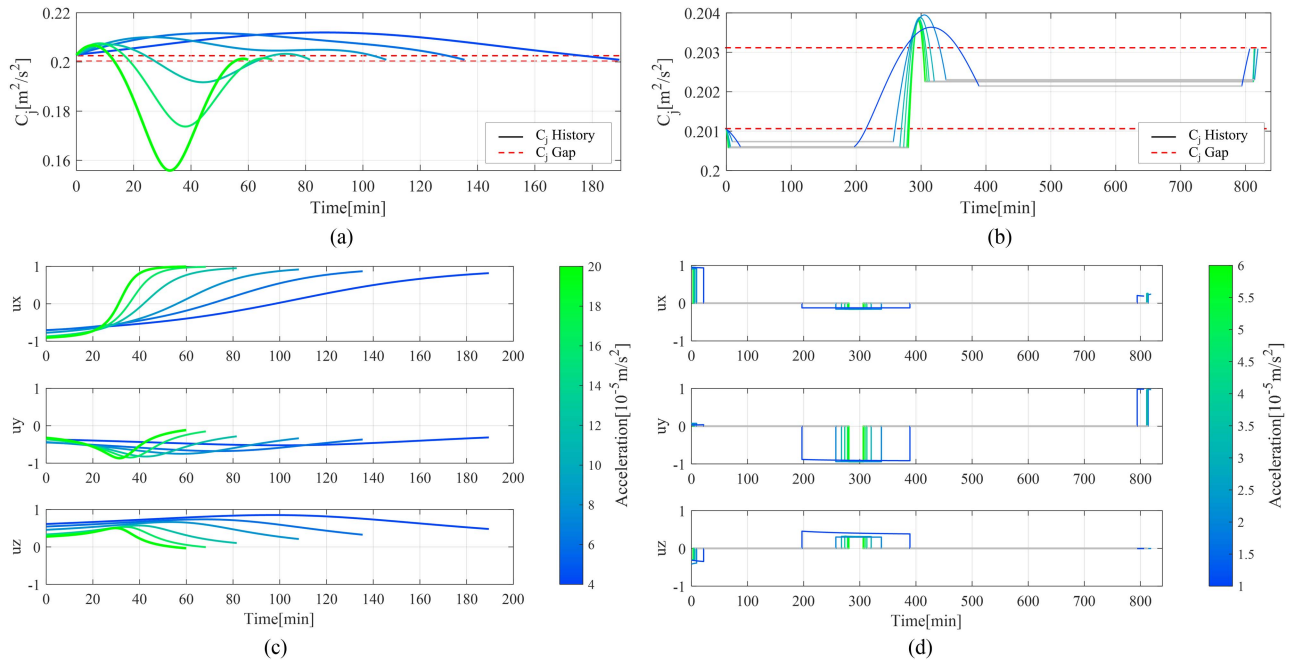 0.22
0.2
0.18
0.16
C_j[m^2/s^2]
C_j History
C_j Gap
0 20 40 60 80 100 120 140 160 180
Time[min]
(a)
0.204
0.203
0.202
0.201
0.2
C_j[m^2/s^2]
C_j History
C_j Gap
0 100 200 300 400 500 600 700 800
Time[min]
(b)
1
0
-1
ux
0 20 40 60 80 100 120 140 160 180 200
1
0
-1
uy
0 20 40 60 80 100 120 140 160 180 200
1
0
-1
uz
0 20 40 60 80 100 120 140 160 180 200
Time[min]
20
18
16
14
12
10
8
6
4
Acceleration[10^-5 m/s^2]
(c)
1
0
-1
ux
0 100 200 300 400 500 600 700 800
1
0
-1
uy
0 100 200 300 400 500 600 700 800
1
0
-1
uz
0 100 200 300 400 500 600 700 800
Time[min]
6
5.5
5
4.5
4
3.5
3
2.5
2
1.5
1
Acceleration[10^-5 m/s^2]
(d)